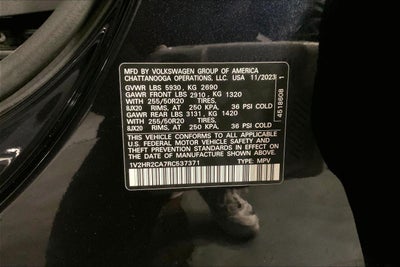 MFD BY VOLKSWAGEN GROUP OF AMERICA
CHATTANOOGA OPERATIONS, LLC. USA 11/2023
GVWR LBS 5930, KG 2690
GAWR FRONT LBS 2910, KG 1320
WITH 255/50R20 TIRES,
8JX20 RIMS, AT 250 KPA, 36 PSI COLD
GAWR REAR LBS 3131, KG 1420
WITH 255/50R20 TIRES,
8JX20 RIMS, AT 250 KPA, 36 PSI COLD
THIS VEHICLE CONFORMS TO ALL APPLICABLE
U.S. FEDERAL MOTOR VEHICLE SAFETY AND
THEFT PREVENTION STANDARDS IN EFFECT ON
THE DATE OF MANUFACTURE SHOWN ABOVE.
1V2HR2CA7RC537371 TYPE: MPV
4518608 1